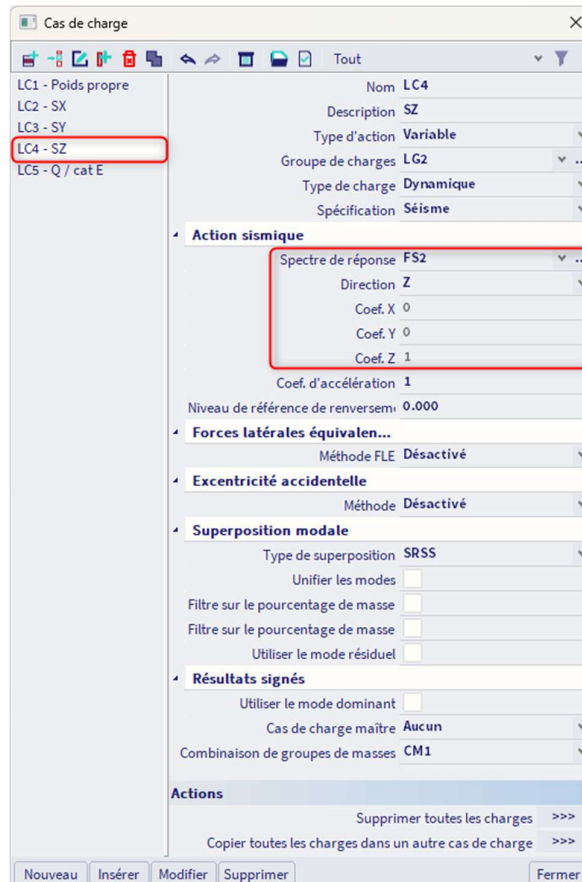 Cas de charge
Tout
LC1 - Poids propre
LC2 - SX
LC3 - SY
LC4 - SZ
LC5 - Q / cat E
Nom LC4
Description SZ
Type d'action Variable
Groupe de charges LG2
Type de charge Dynamique
Spécification Séisme
Action sismique
Spectre de réponse FS2
Direction Z
Coef. X 0
Coef. Y 0
Coef. Z 1
Coef. d'accélération 1
Niveau de référence de renversem 0.000
Forces latérales équivalen...
Méthode FLE Désactivé
Excentricité accidentelle
Méthode Désactivé
Superposition modale
Type de superposition SRSS
Unifier les modes
Filtre sur le pourcentage de masse
Filtre sur le pourcentage de masse
Utiliser le mode résiduel
Résultats signés
Utiliser le mode dominant
Cas de charge maître Aucun
Combinaison de groupes de masses CM1
Actions
Supprimer toutes les charges >>>
Copier toutes les charges dans un autre cas de charge >>>
Nouveau Insérer Modifier Supprimer Fermer